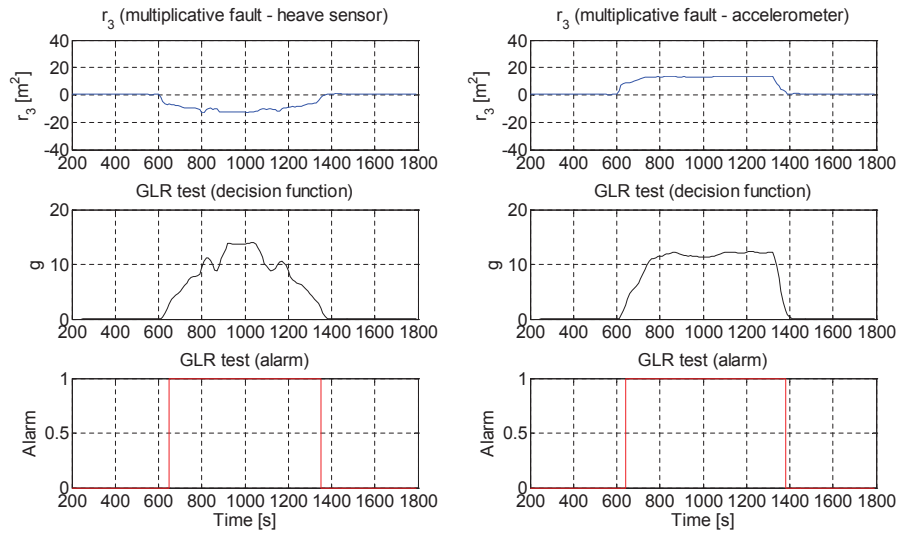 r₃ (multiplicative fault - heave sensor)
40
20
0
-20
-40
r₃ [m²]
200 400 600 800 1000 1200 1400 1600 1800
GLR test (decision function)
20
10
0
g
200 400 600 800 1000 1200 1400 1600 1800
GLR test (alarm)
1
0.5
0
Alarm
200 400 600 800 1000 1200 1400 1600 1800
Time [s]
r₃ (multiplicative fault - accelerometer)
40
20
0
-20
-40
r₃ [m²]
200 400 600 800 1000 1200 1400 1600 1800
GLR test (decision function)
20
10
0
g
200 400 600 800 1000 1200 1400 1600 1800
GLR test (alarm)
1
0.5
0
Alarm
200 400 600 800 1000 1200 1400 1600 1800
Time [s]